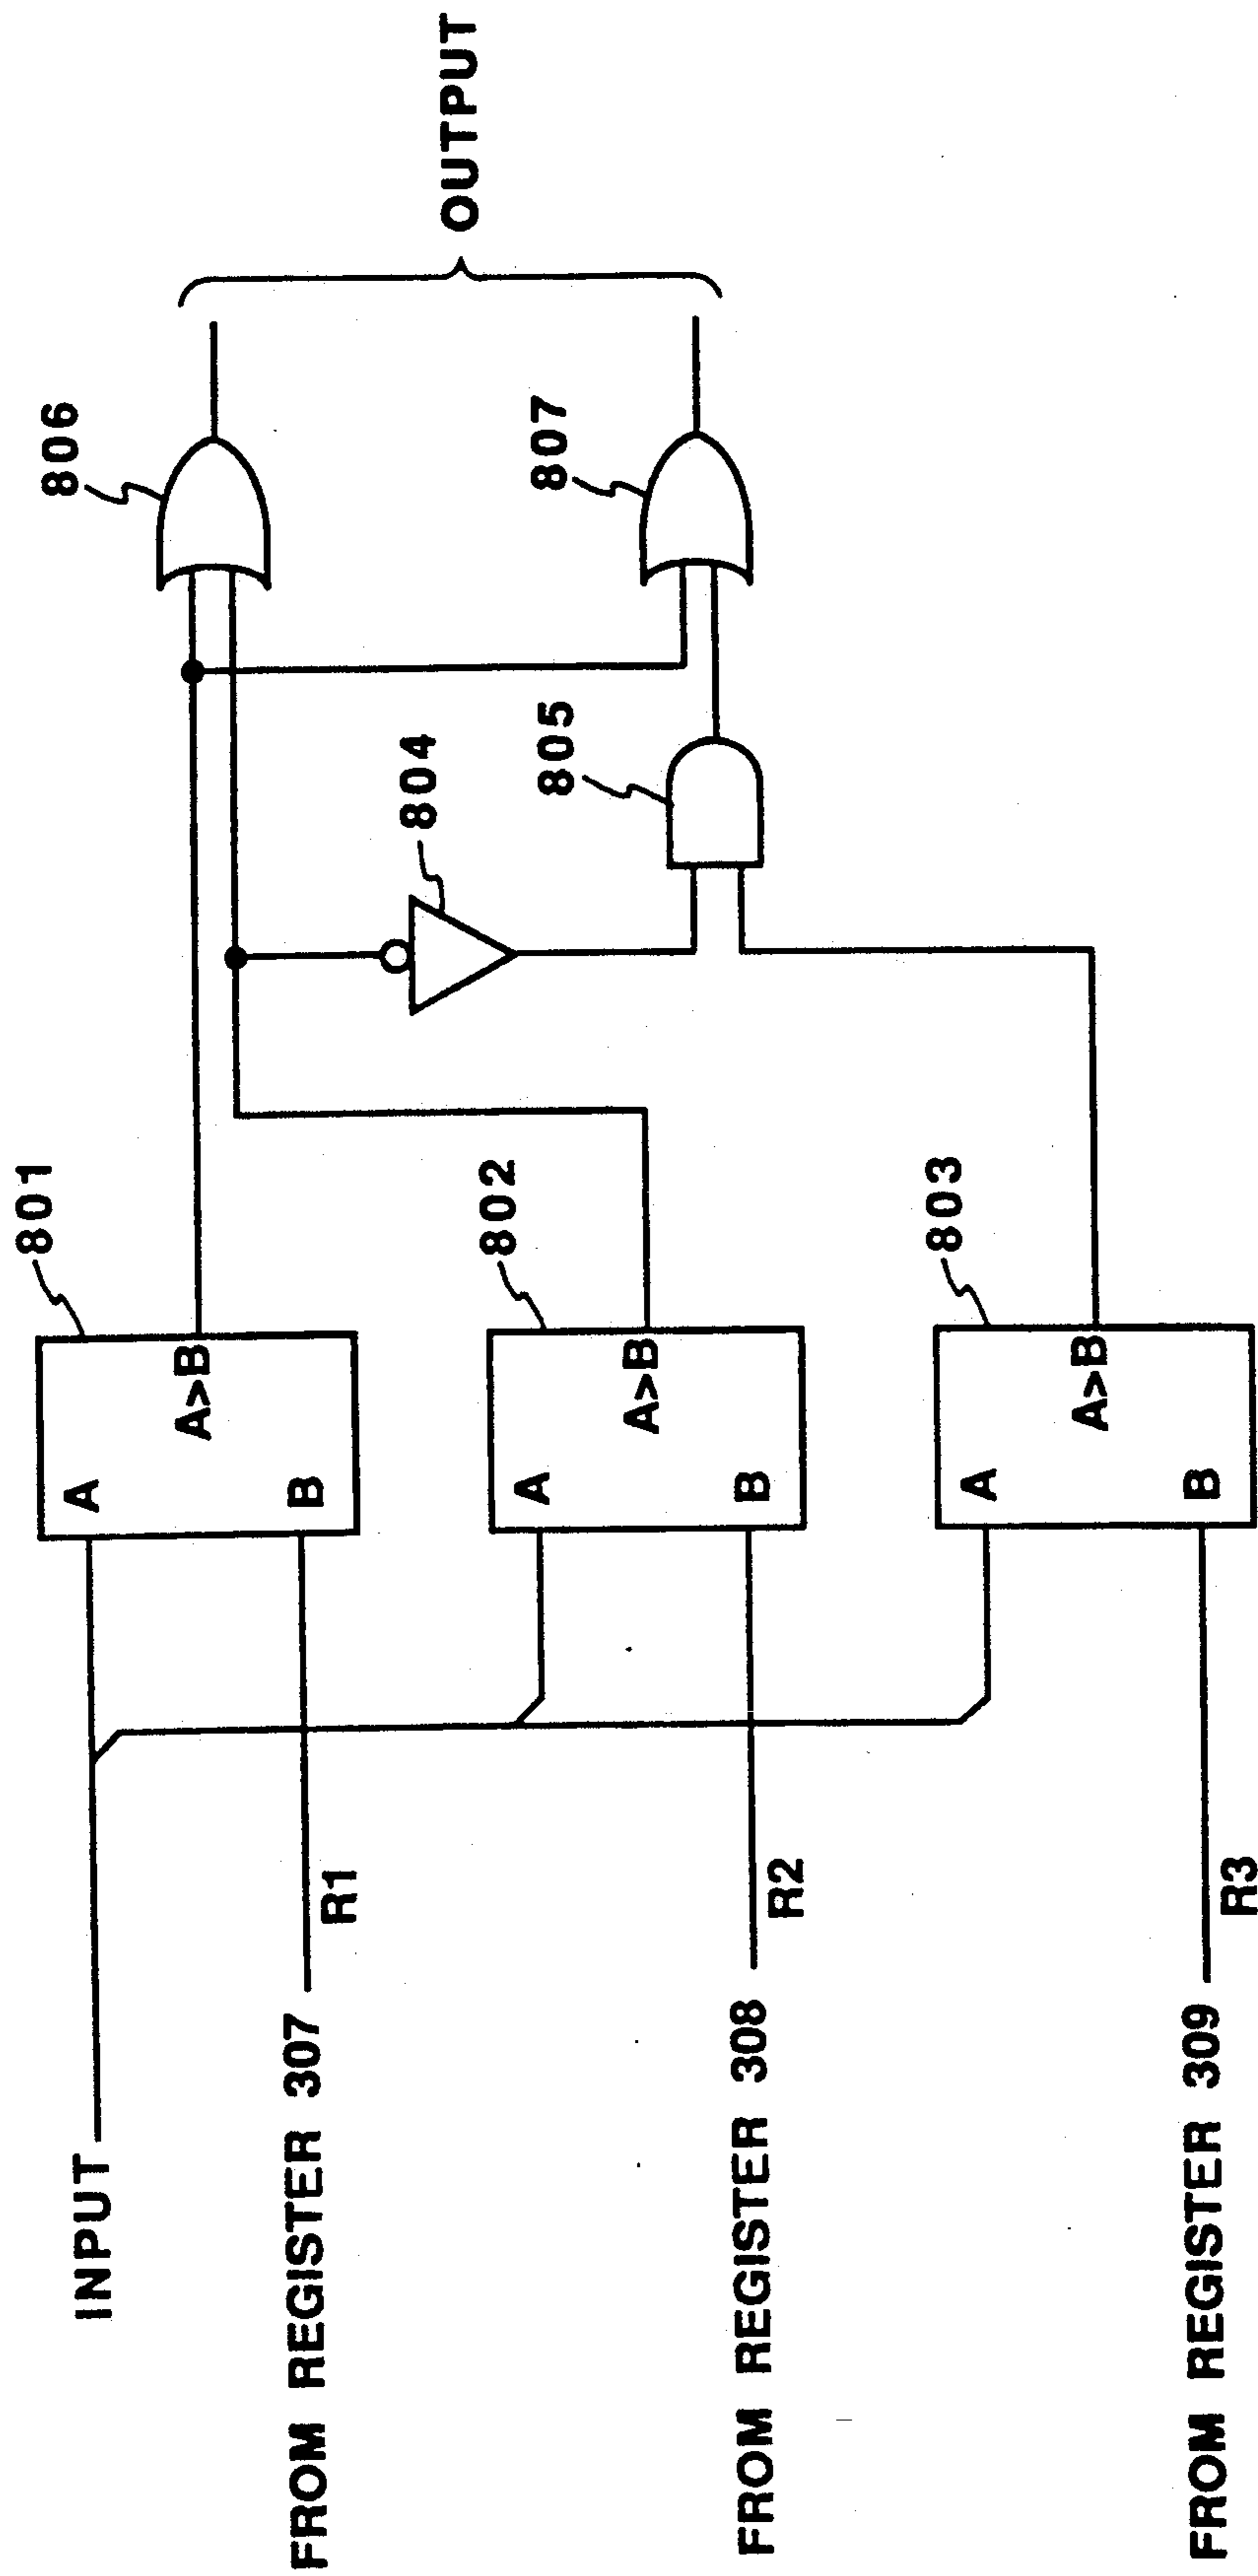 INPUT
FROM REGISTER 307
R1
FROM REGISTER 308
R2
FROM REGISTER 309
R3
801
A
A>B
B
802
A
A>B
B
803
A
A>B
B
804
805
806
807
OUTPUT